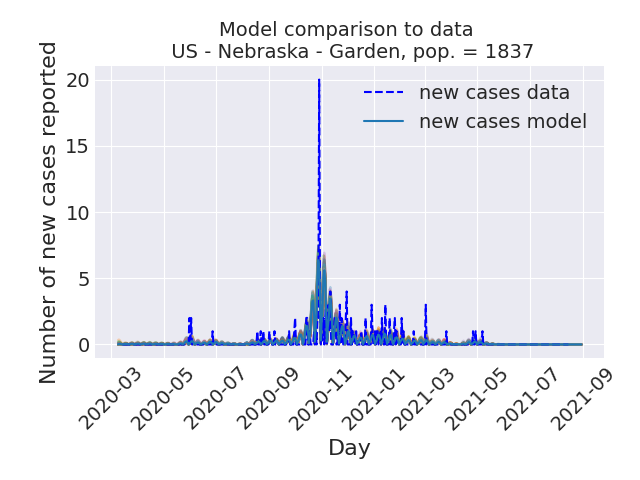 Model comparison to data
US - Nebraska - Garden, pop. = 1837
Number of new cases reported
20
15
10
5
0
new cases data
new cases model
2020-03
2020-05
2020-07
2020-09
2020-11
2021-01
2021-03
2021-05
2021-07
2021-09
Day